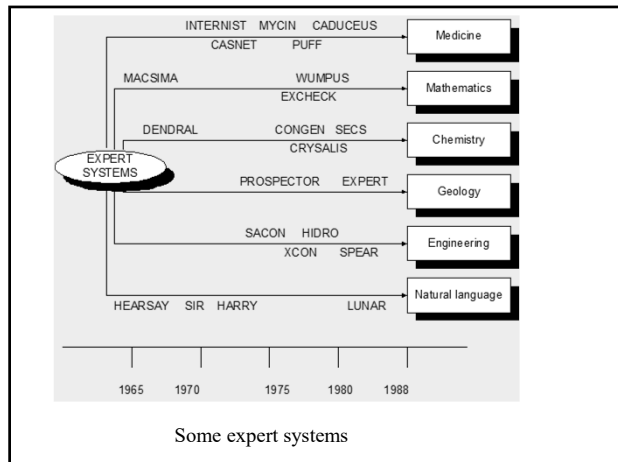 INTERNIST MYCIN CADUCEUS
CASNET PUFF
Medicine
MACSIMA WUMPUS
EXCHECK
Mathematics
DENDRAL CONGEN SECS
CRYSALIS
Chemistry
EXPERT
SYSTEMS
PROSPECTOR EXPERT
Geology
SACON HIDRO
XCON SPEAR
Engineering
HEARSAY SIR HARRY LUNAR
Natural language
1965 1970 1975 1980 1988
Some expert systems